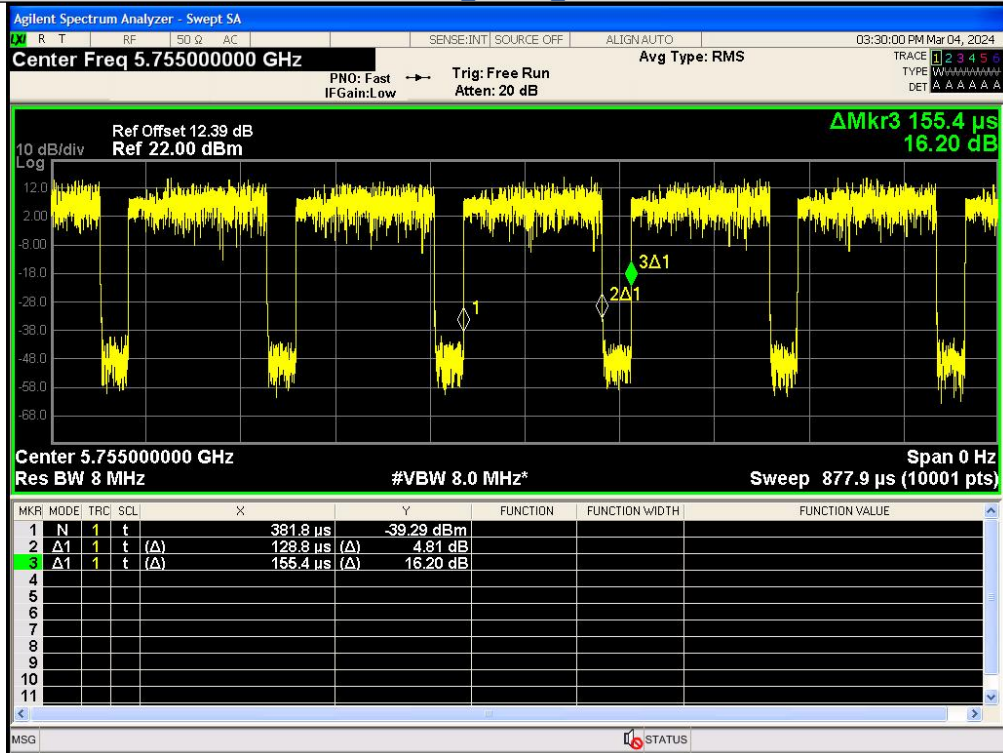 Agilent Spectrum Analyzer - Swept SA
LXI R T RF 50 Ω AC SENSE:INT SOURCE OFF ALIGN AUTO 03:30:00 PM Mar 04, 2024
Center Freq 5.755000000 GHz
Avg Type: RMS
TRACE 1 2 3 4 5 6
PNO: Fast
IFGain:Low
Trig: Free Run
Atten: 20 dB
TYPE W
DET A A A A A A
ΔMkr3 155.4 µs
16.20 dB
Ref Offset 12.39 dB
Ref 22.00 dBm
10 dB/div
Log
12.0
2.00
-8.00
-18.0
-28.0
-38.0
-48.0
-58.0
-68.0
1
2Δ1
3Δ1
Center 5.755000000 GHz Span 0 Hz
Res BW 8 MHz #VBW 8.0 MHz* Sweep 877.9 µs (10001 pts)
MKR MODE TRC SCL X Y FUNCTION FUNCTION WIDTH FUNCTION VALUE
1 N 1 t 381.8 µs -39.29 dBm
2 Δ1 1 t (Δ) 128.8 µs (Δ) 4.81 dB
3 Δ1 1 t (Δ) 155.4 µs (Δ) 16.20 dB
4
5
6
7
8
9
10
11
MSG STATUS